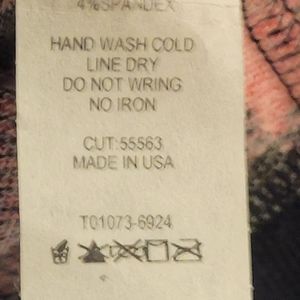 4%SPANDEX
HAND WASH COLD
LINE DRY
DO NOT WRING
NO IRON
CUT:55563
MADE IN USA
T01073-6924